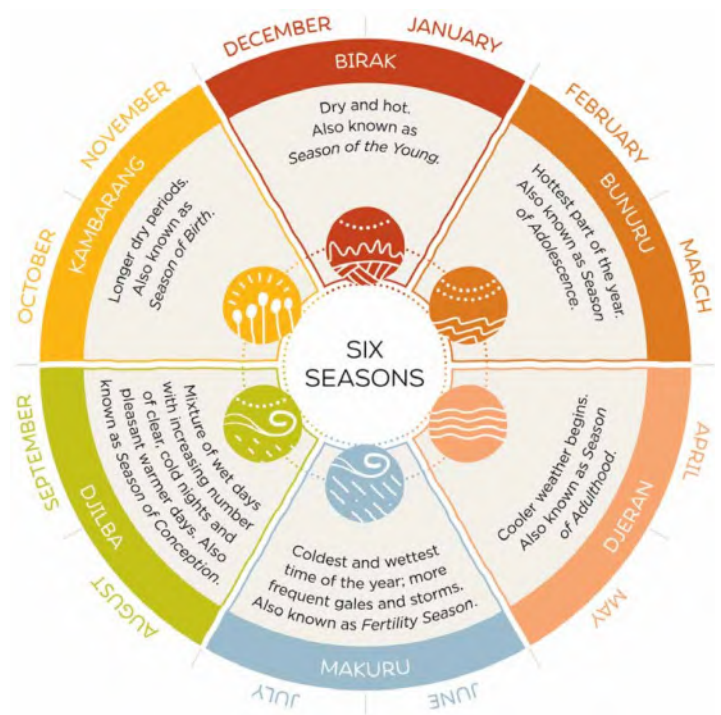 DECEMBER
JANUARY
BIRAK
Dry and hot.
Also known as
Season of the Young.
FEBRUARY
MARCH
BUNURU
Hottest part of the year.
Also known as Season
of Adolescence.
APRIL
MAY
DJERAN
Cooler weather begins.
Also known as Season
of Adulthood.
JUNE
JULY
MAKURU
Coldest and wettest
time of the year; more
frequent gales and storms.
Also known as Fertility Season.
AUGUST
SEPTEMBER
DJILBA
Mixture of wet days
with increasing number
of clear, cold nights and
pleasant warmer days. Also
known as Season of Conception.
OCTOBER
NOVEMBER
KAMBARANG
Longer dry periods.
Also known as
Season of Birth.
SIX
SEASONS